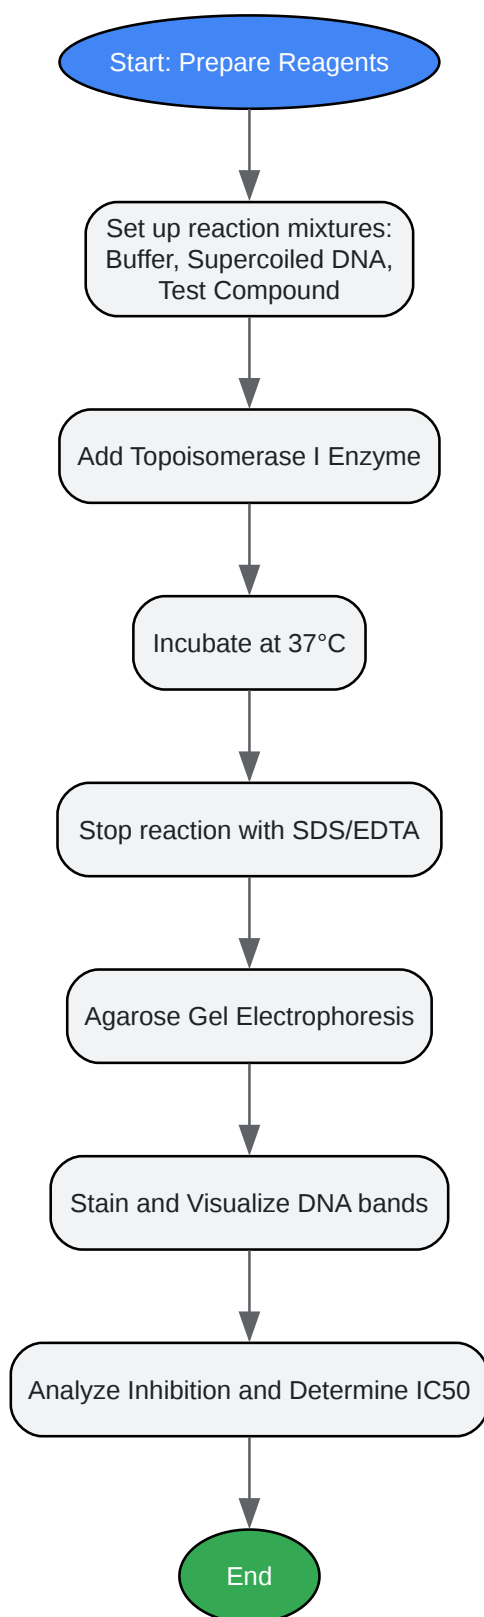 Start: Prepare Reagents
Set up reaction mixtures:
Buffer, Supercoiled DNA,
Test Compound
Add Topoisomerase I Enzyme
Incubate at 37°C
Stop reaction with SDS/EDTA
Agarose Gel Electrophoresis
Stain and Visualize DNA bands
Analyze Inhibition and Determine IC50
End